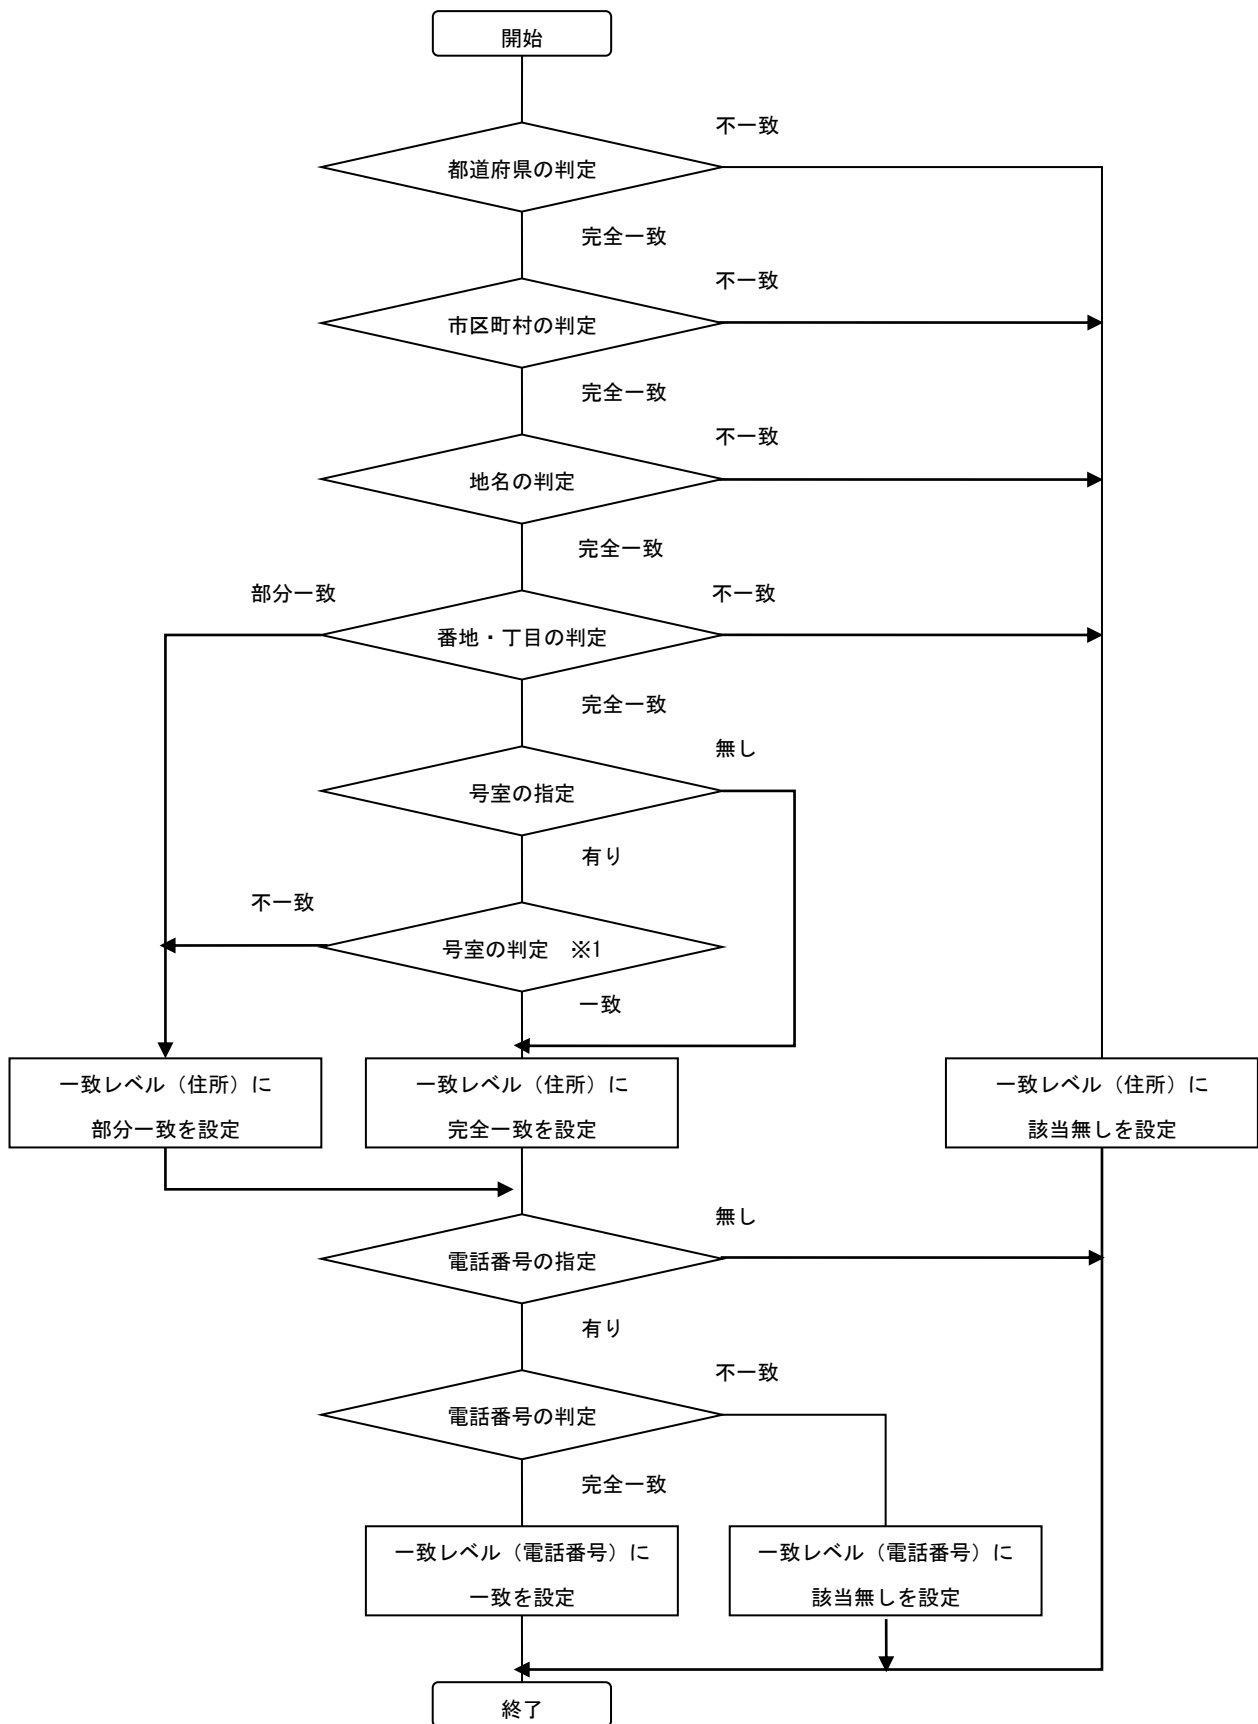 開始
不一致
都道府県の判定
完全一致
不一致
市区町村の判定
完全一致
不一致
地名の判定
完全一致
部分一致
不一致
番地・丁目の判定
完全一致
無し
号室の指定
有り
不一致
号室の判定　※1
一致
一致レベル（住所）に
部分一致を設定
一致レベル（住所）に
完全一致を設定
一致レベル（住所）に
該当無しを設定
無し
電話番号の指定
有り
不一致
電話番号の判定
完全一致
一致レベル（電話番号）に
一致を設定
一致レベル（電話番号）に
該当無しを設定
終了